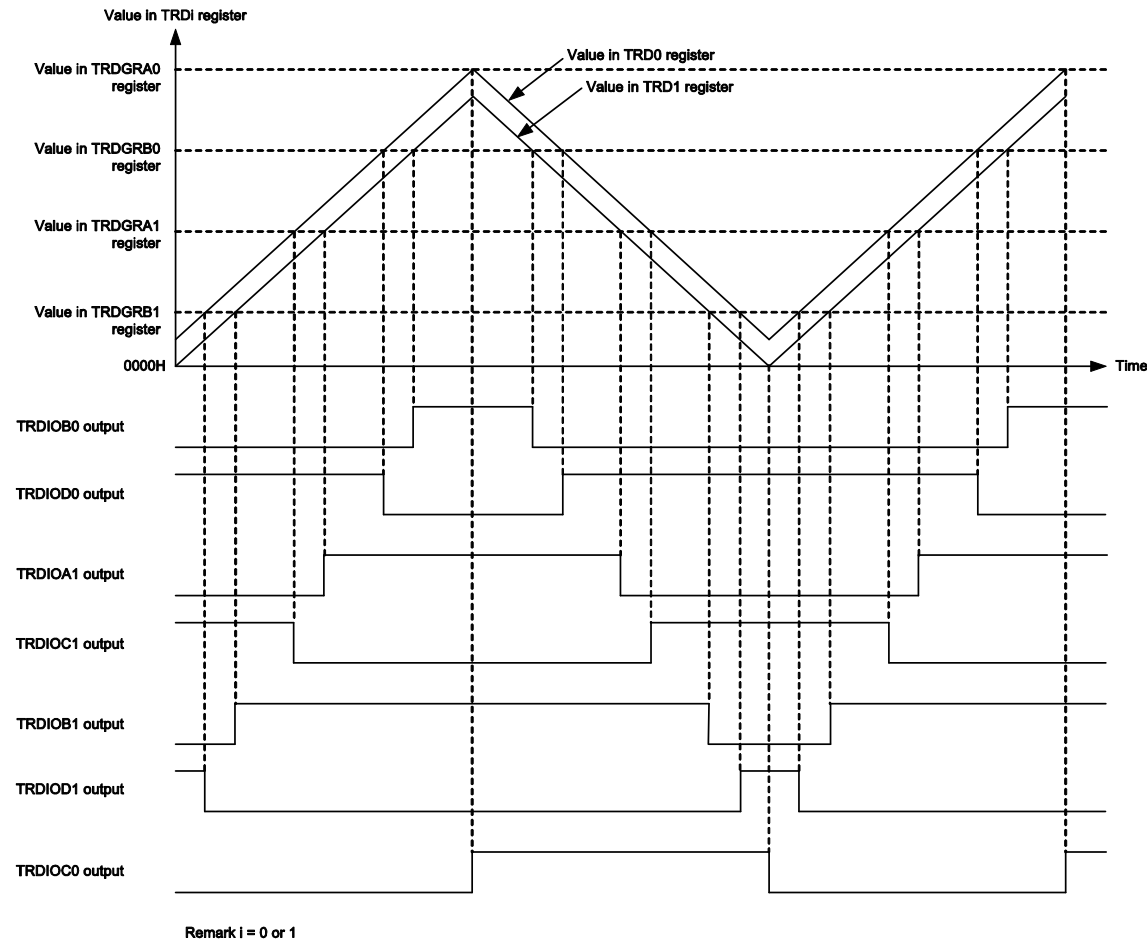 Value in TRDi register
Value in TRD0 register
Value in TRD1 register
Value in TRDGRA0
register
Value in TRDGRB0
register
Value in TRDGRA1
register
Value in TRDGRB1
register
0000H
Time
TRDIOB0 output
TRDIOD0 output
TRDIOA1 output
TRDIOC1 output
TRDIOB1 output
TRDIOD1 output
TRDIOC0 output
Remark i = 0 or 1